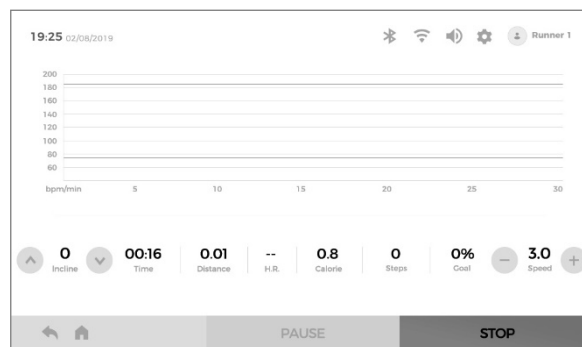 19:25 02/08/2019 Runner 1
200
180
160
140
120
100
80
60
bpm/min 5 10 15 20 25 30
0 00:16 0.01 -- 0.8 0 0% 3.0
Incline Time Distance H.R. Calorie Steps Goal Speed
PAUSE STOP